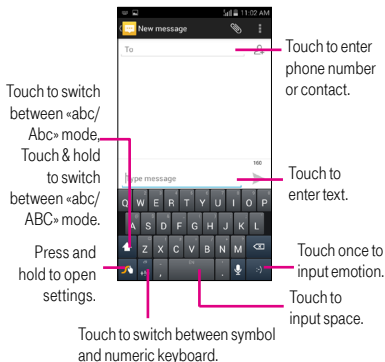 11:02 AM
New message
To
Touch to enter
phone number
or contact.
Touch to switch
between «abc/
Abc» mode,
Touch & hold
to switch
between «abc/
ABC» mode.
160
Type message
Touch to
enter text.
Q W E R T Y U I O P
A S D F G H J K L
Z X C V B N M
Press and
hold to open
settings.
, . :-)
Touch once to
input emotion.
Touch to
input space.
Touch to switch between symbol
and numeric keyboard.